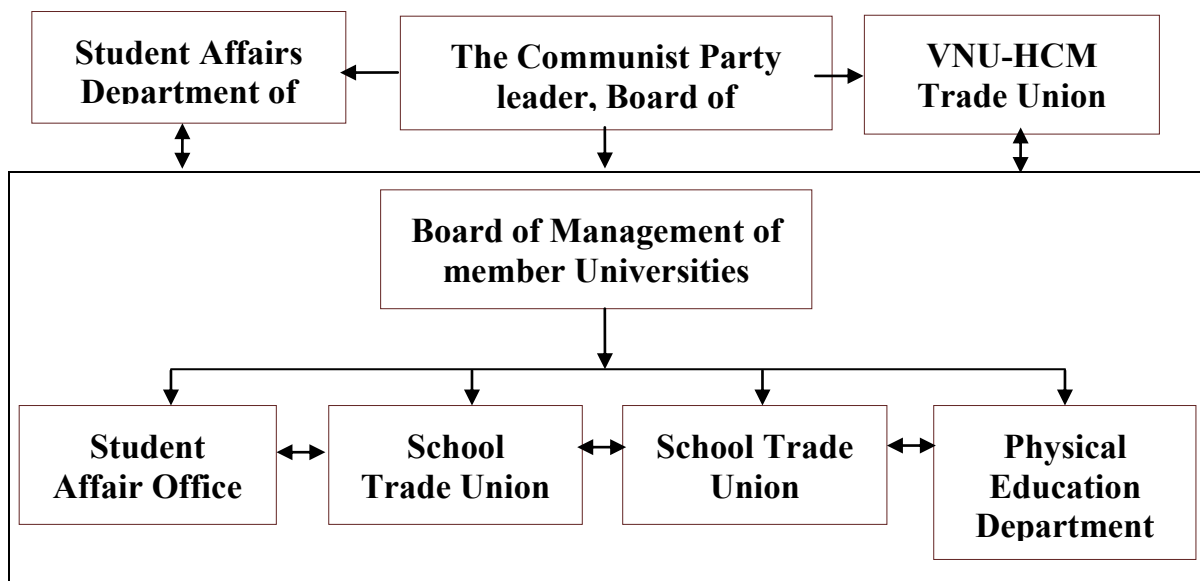 Student Affairs
Department of
The Communist Party
leader, Board of
VNU-HCM
Trade Union
Board of Management of
member Universities
Student
Affair Office
School
Trade Union
School Trade
Union
Physical
Education
Department